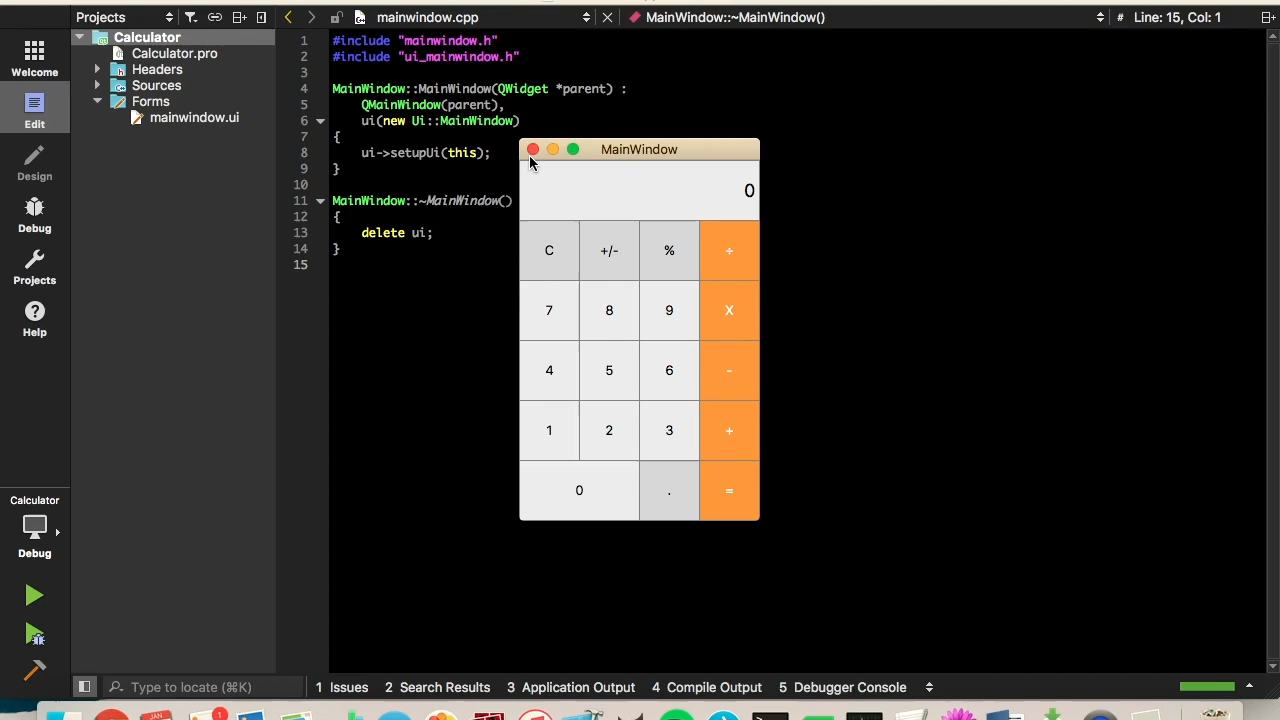 Projects
mainwindow.cpp
MainWindow::~MainWindow()
# Line: 15, Col: 1
Welcome
Edit
Design
Debug
Projects
Help
Calculator
Debug
Calculator
Calculator.pro
Headers
Sources
Forms
mainwindow.ui
1 #include "mainwindow.h"
2 #include "ui_mainwindow.h"
3
4 MainWindow::MainWindow(QWidget *parent) :
5 QMainWindow(parent),
6 ui(new Ui::MainWindow)
7 {
8 ui->setupUi(this);
9 }
10
11 MainWindow::~MainWindow()
12 {
13 delete ui;
14 }
15
MainWindow
0
C +/- % ÷
7 8 9 X
4 5 6 -
1 2 3 +
0 . =
Type to locate (⌘K)
1 Issues 2 Search Results 3 Application Output 4 Compile Output 5 Debugger Console
JAN
1